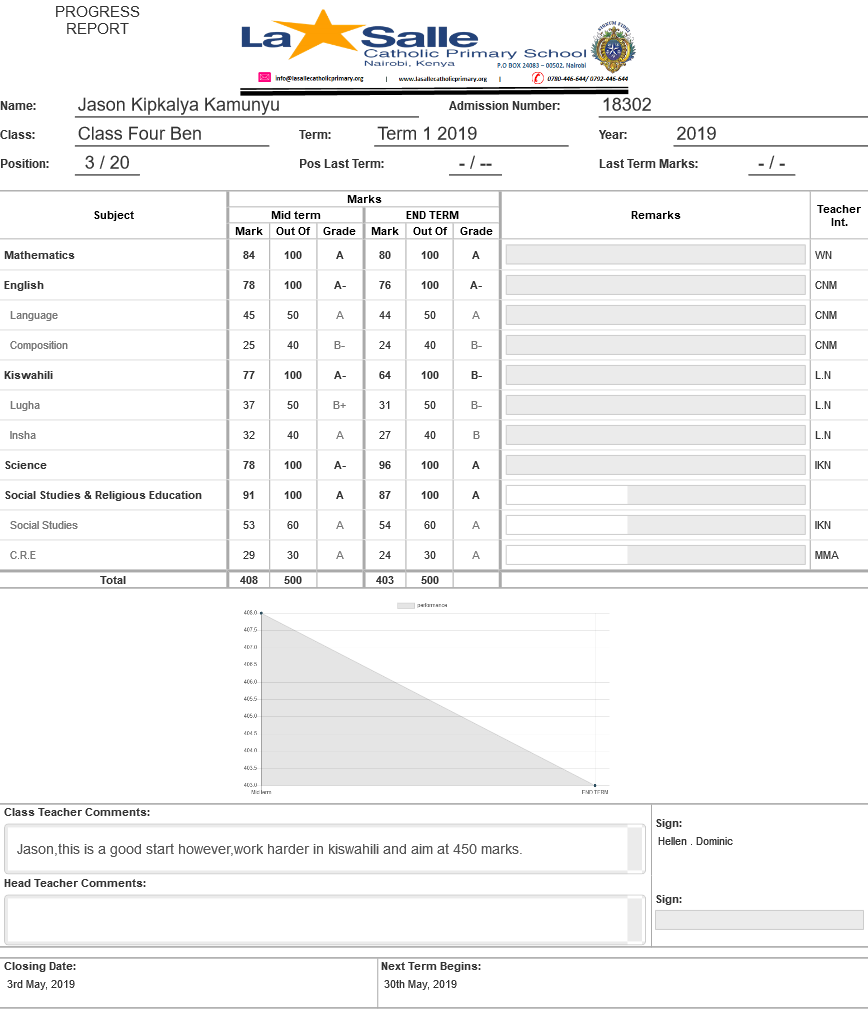 PROGRESS
REPORT
La Salle
Catholic Primary School
Nairobi, Kenya
P.O BOX 24083 – 00502, Nairobi
info@lasallecatholicprimary.org | www.lasallecatholicprimary.org | 0780-446-644/ 0792-446-644
Name: Jason Kipkalya Kamunyu Admission Number: 18302
Class: Class Four Ben Term: Term 1 2019 Year: 2019
Position: 3 / 20 Pos Last Term: - / -- Last Term Marks: - / -
Subject Marks Remarks Teacher Int.
Mid term END TERM
Mark Out Of Grade Mark Out Of Grade
Mathematics 84 100 A 80 100 A WN
English 78 100 A- 76 100 A- CNM
Language 45 50 A 44 50 A CNM
Composition 25 40 B- 24 40 B- CNM
Kiswahili 77 100 A- 64 100 B- L.N
Lugha 37 50 B+ 31 50 B- L.N
Insha 32 40 A 27 40 B L.N
Science 78 100 A- 96 100 A IKN
Social Studies & Religious Education 91 100 A 87 100 A
Social Studies 53 60 A 54 60 A IKN
C.R.E 29 30 A 24 30 A MMA
Total 408 500 403 500
performance
408.0
407.5
407.0
406.5
406.0
405.5
405.0
404.5
404.0
403.5
403.0
Mid term END TERM
Class Teacher Comments:
Jason,this is a good start however,work harder in kiswahili and aim at 450 marks.
Sign:
Hellen . Dominic
Head Teacher Comments:
Sign:
Closing Date: Next Term Begins:
3rd May, 2019 30th May, 2019